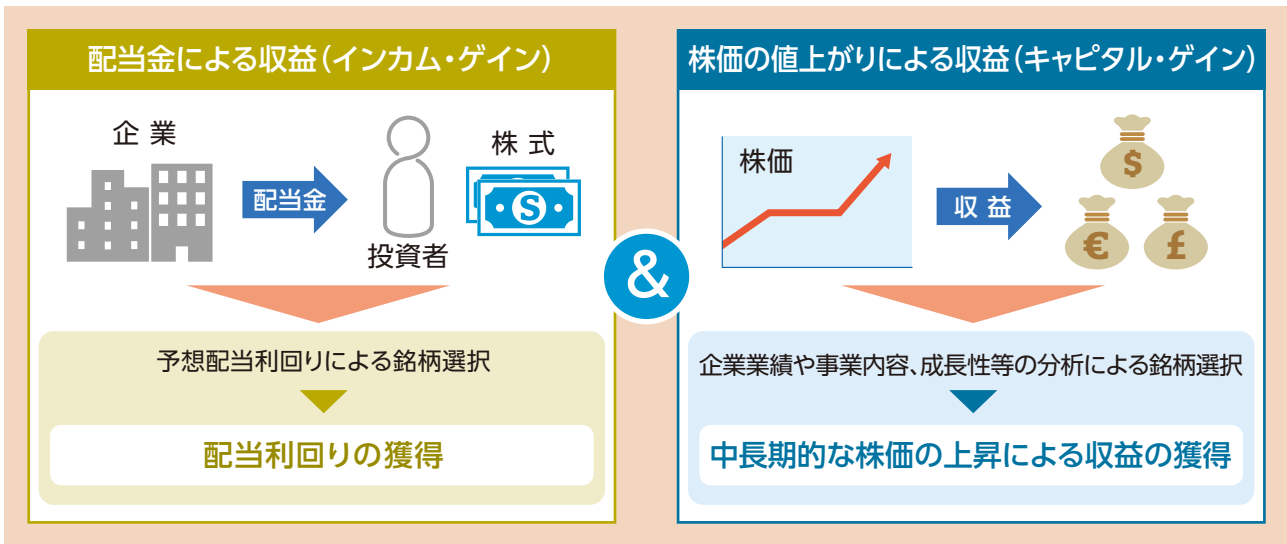 配当金による収益(インカム・ゲイン)
企業
配当金
投資者
株式
S
予想配当利回りによる銘柄選択
配当利回りの獲得
&
株価の値上がりによる収益(キャピタル・ゲイン)
株価
収益
$
€
£
企業業績や事業内容、成長性等の分析による銘柄選択
中長期的な株価の上昇による収益の獲得